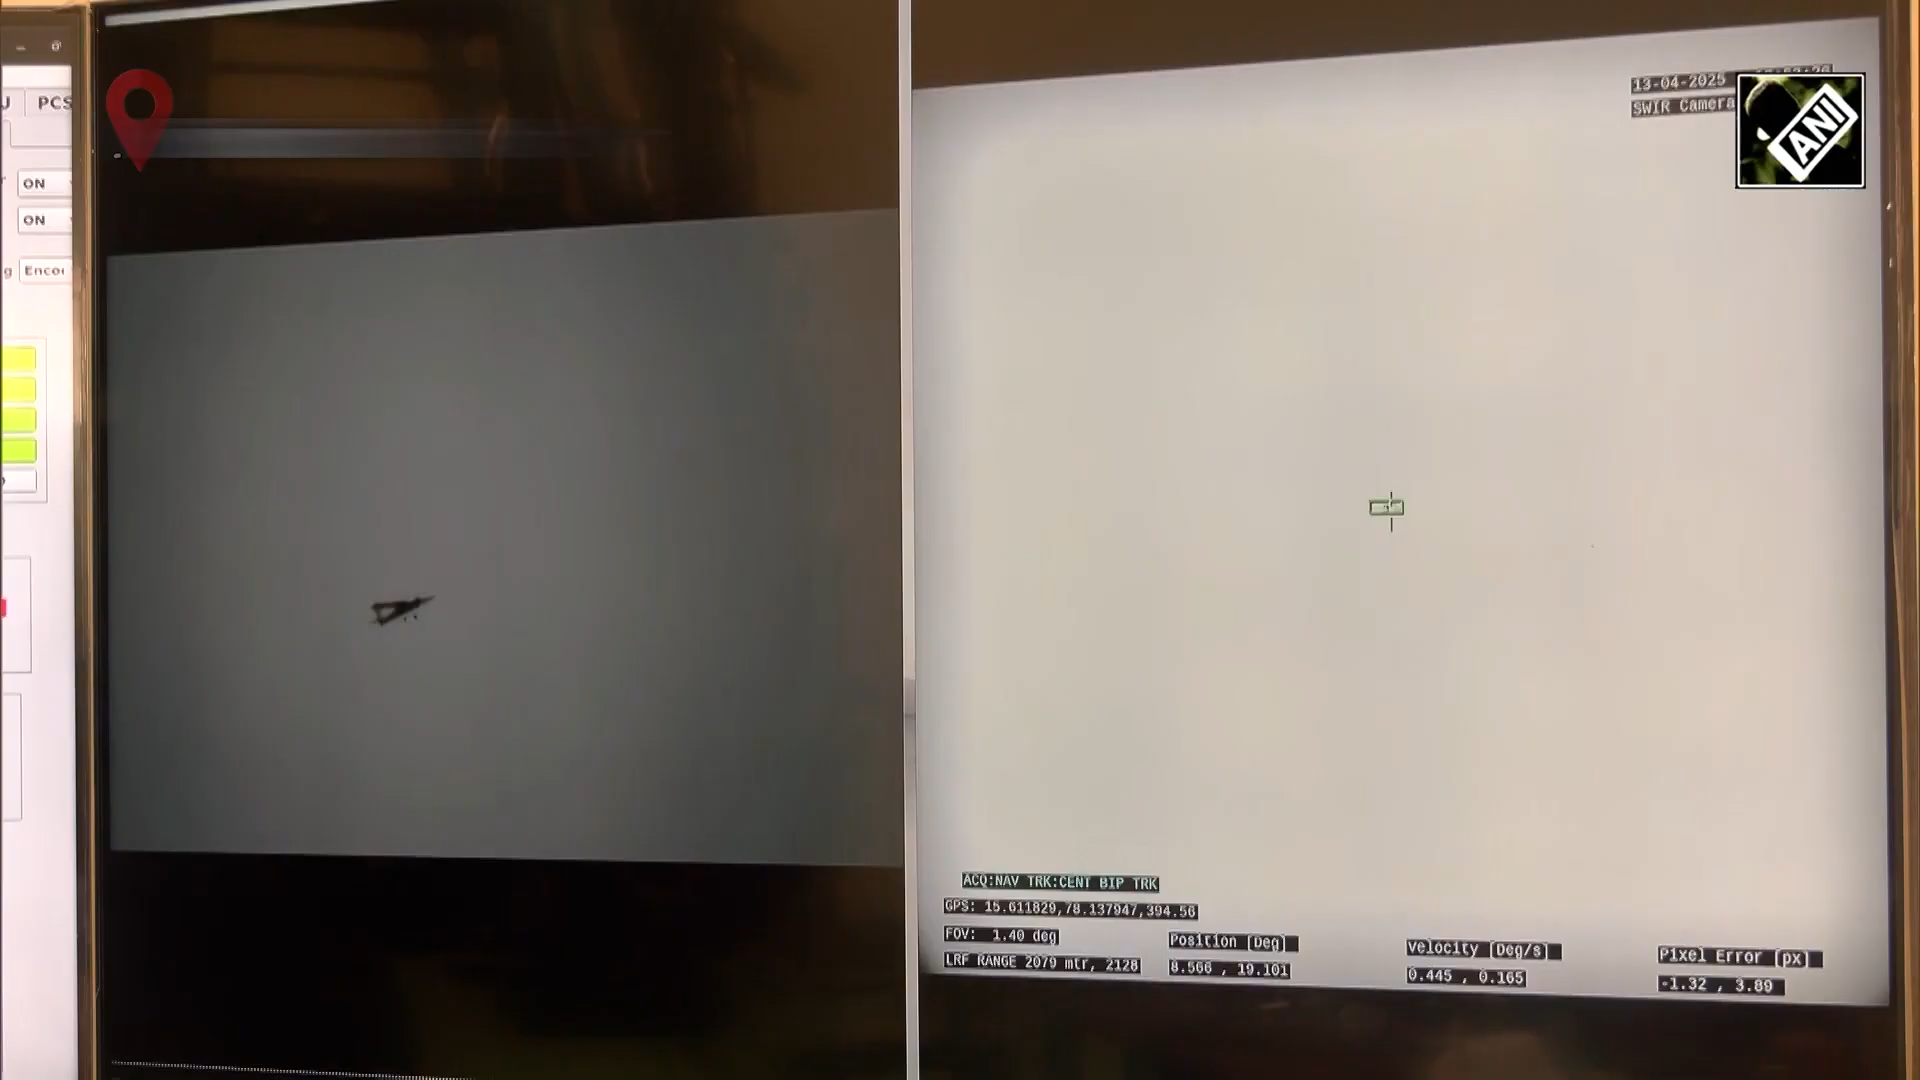 PCS
ON
ON
13-04-2025
SWIR Camera
ANI
ACQ:NAV TRK:CENT BIP TRK
GPS: 15.611829,78.137947,394.56
FOV: 1.40 deg
LRF RANGE 2079 mtr, 2128
Position [Deg]
8.566 , 19.101
Velocity [Deg/s]
0.445 , 0.165
Pixel Error [px]
-1.32 , 3.89